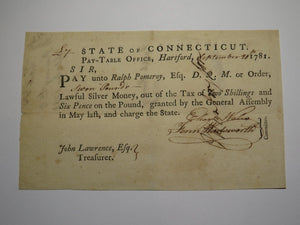 £7. STATE OF CONNECTICUT.
PAY-TABLE OFFICE, Hartford, September 1781.
SIR,
PAY unto Ralph Pomeroy, Esq. D. Q. M. or Order,
Seven Pounds
Lawful Silver Money, out of the Tax of Two Shillings and
Six Pence on the Pound, granted by the General Assembly
in May last, and charge the State.
Wadsworth
John Lawrence, Esq.
Treasurer.